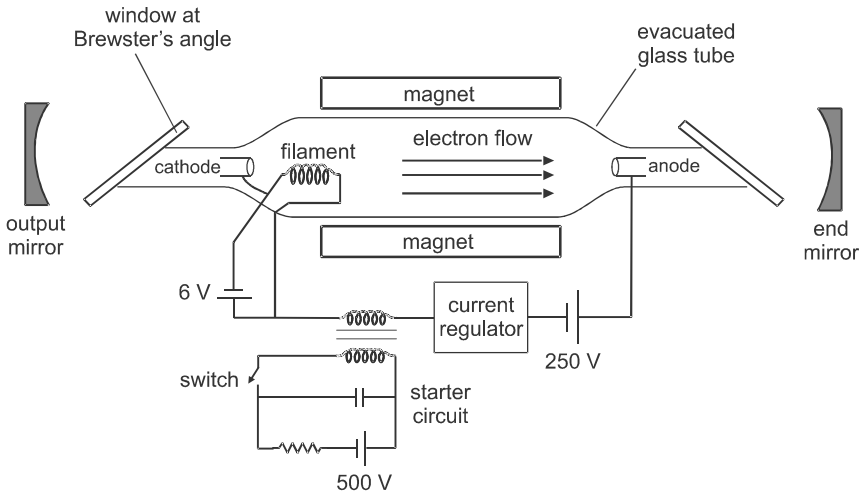 window at
Brewster's angle
evacuated
glass tube
magnet
electron flow
filament
cathode
anode
output
mirror
magnet
end
mirror
6 V
current
regulator
250 V
switch
starter
circuit
500 V